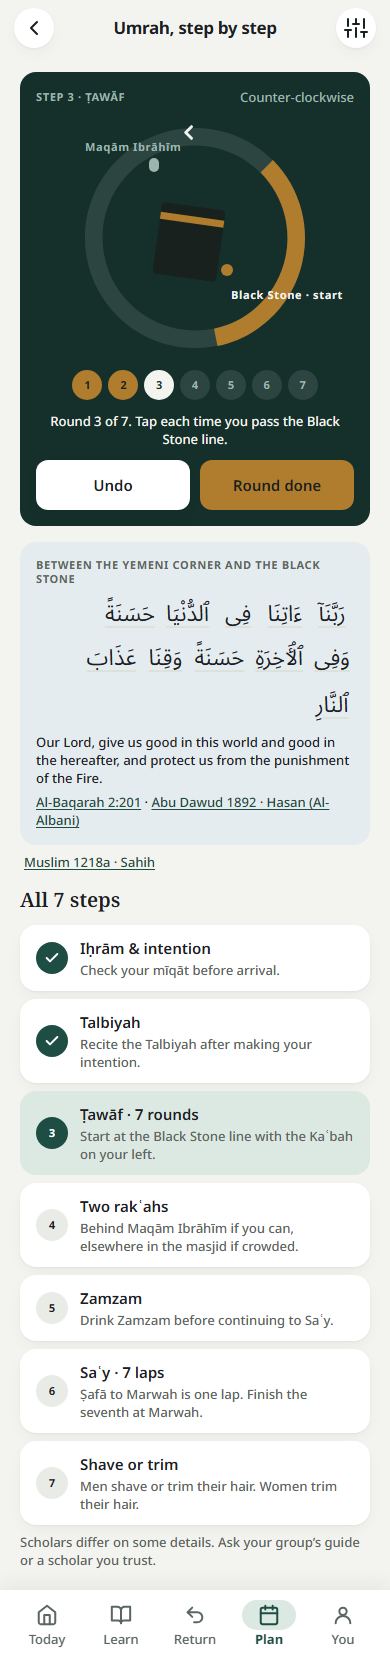 Umrah, step by step
STEP 3 · ṬAWĀF
Counter-clockwise
Maqām Ibrāhīm
Black Stone · start
1 2 3 4 5 6 7
Round 3 of 7. Tap each time you pass the Black
Stone line.
Undo
Round done
BETWEEN THE YEMENI CORNER AND THE BLACK
STONE
رَبَّنَآ ءَاتِنَا فِى ٱلدُّنْيَا حَسَنَةً
وَفِى ٱلْـَٔاخِرَةِ حَسَنَةً وَقِنَا عَذَابَ
ٱلنَّارِ
Our Lord, give us good in this world and good in
the hereafter, and protect us from the punishment
of the Fire.
Al-Baqarah 2:201 · Abu Dawud 1892 · Hasan (Al-
Albani)
Muslim 1218a · Sahih
All 7 steps
Iḥrām & intention
Check your mīqāt before arrival.
Talbiyah
Recite the Talbiyah after making your
intention.
3
Ṭawāf · 7 rounds
Start at the Black Stone line with the Kaʿbah
on your left.
4
Two rakʿahs
Behind Maqām Ibrāhīm if you can,
elsewhere in the masjid if crowded.
5
Zamzam
Drink Zamzam before continuing to Saʿy.
6
Saʿy · 7 laps
Ṣafā to Marwah is one lap. Finish the
seventh at Marwah.
7
Shave or trim
Men shave or trim their hair. Women trim
their hair.
Scholars differ on some details. Ask your group's guide
or a scholar you trust.
Today Learn Return Plan You